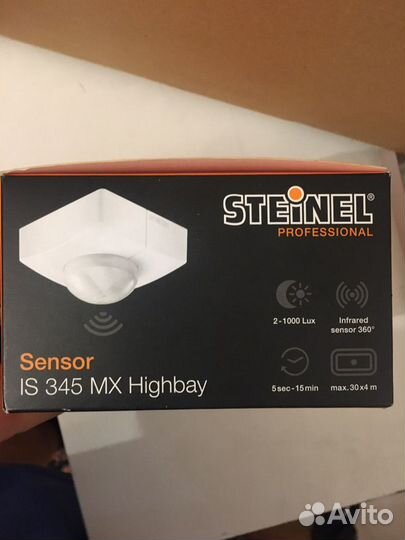 STEINEL®
PROFESSIONAL
2-1000 Lux
Infrared
sensor 360°
Sensor
IS 345 MX Highbay
5 sec - 15 min
max. 30 x 4 m
Avito